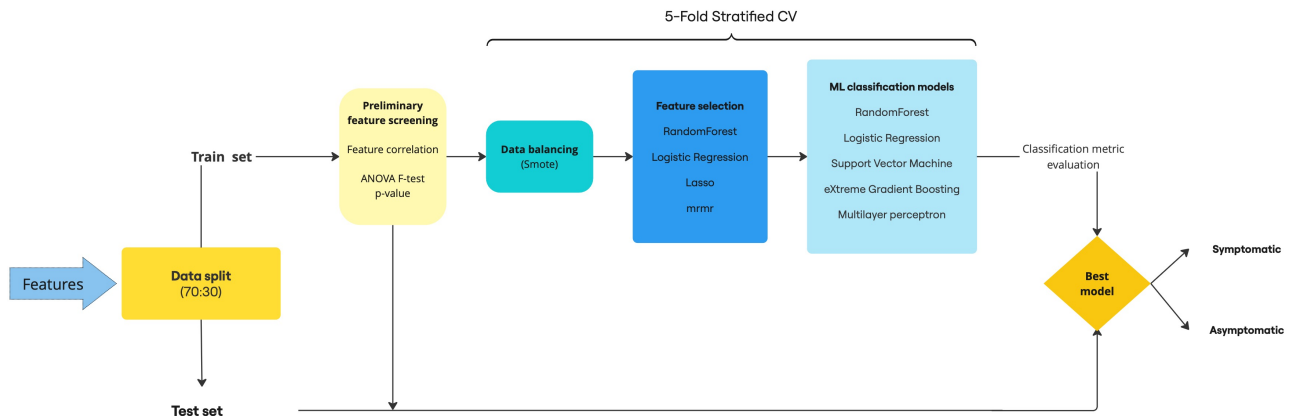 5-Fold Stratified CV
Features
Data split
(70:30)
Train set
Test set
Preliminary
feature screening
Feature correlation
ANOVA F-test
p-value
Data balancing
(Smote)
Feature selection
RandomForest
Logistic Regression
Lasso
mrmr
ML classification models
RandomForest
Logistic Regression
Support Vector Machine
eXtreme Gradient Boosting
Multilayer perceptron
Classification metric
evaluation
Best
model
Symptomatic
Asymptomatic